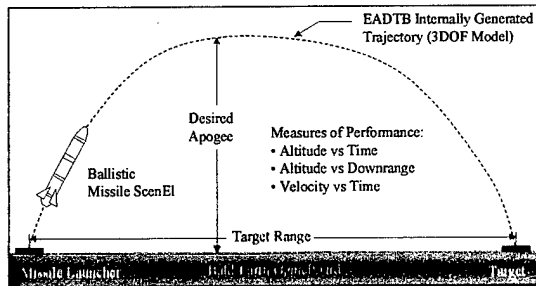 EADTB Internally Generated
Trajectory (3DOF Model)
Desired
Apogee
Measures of Performance:
• Altitude vs Time
• Altitude vs Downrange
• Velocity vs Time
Ballistic
Missile ScenEl
Target Range
Missile Launcher
Target